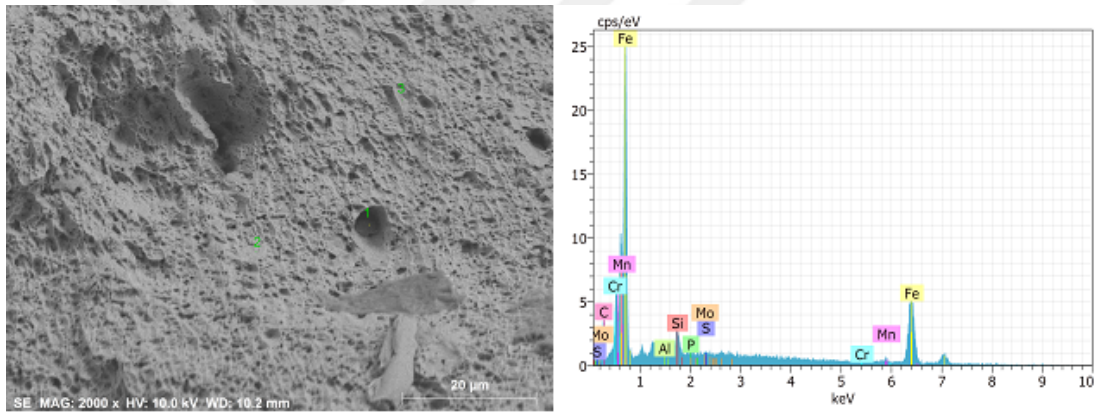 3
1
2
20 µm
SE MAG: 2000 x HV: 10.0 kV WD: 10.2 mm
cps/eV
25
20
15
10
5
0
Fe
Mn
Cr
C
Mo
S
Al
Si
P
Mo
S
Cr
Mn
Fe
1 2 3 4 5 6 7 8 9 10
keV